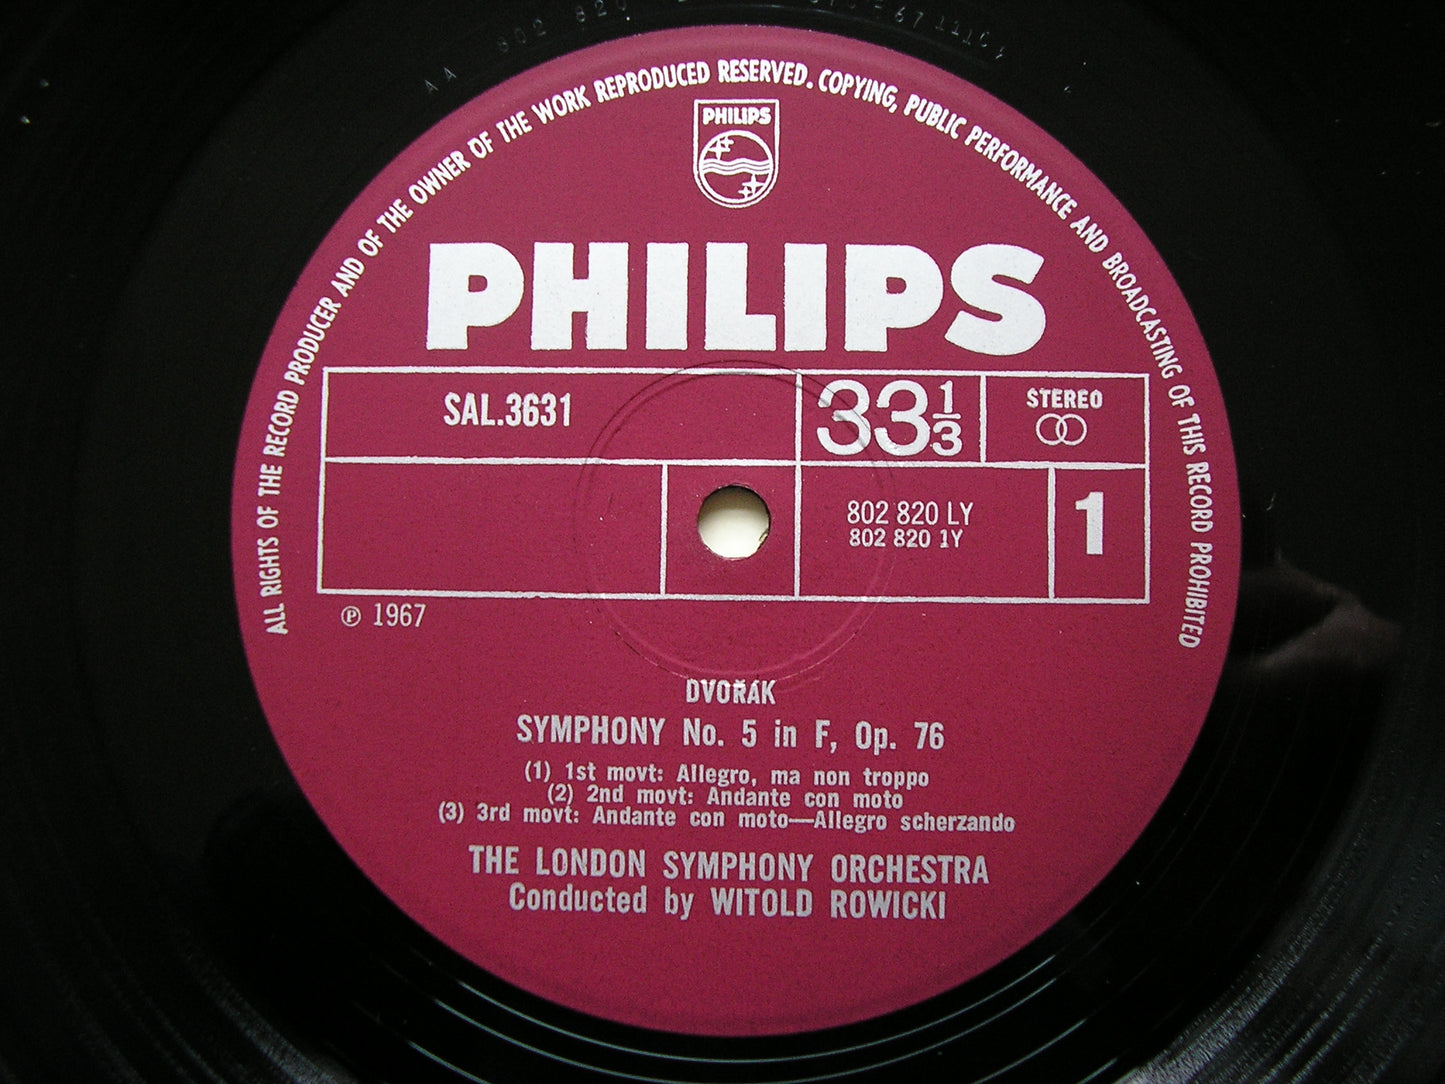 ALL RIGHTS OF THE RECORD PRODUCER AND OF THE OWNER OF THE WORK REPRODUCED RESERVED. COPYING, PUBLIC PERFORMANCE AND BROADCASTING OF THIS RECORD PROHIBITED
PHILIPS
PHILIPS
SAL.3631
33 1/3
STEREO
802 820 LY
802 820 1Y
1
℗ 1967
DVOŘÁK
SYMPHONY No. 5 in F, Op. 76
(1) 1st movt: Allegro, ma non troppo
(2) 2nd movt: Andante con moto
(3) 3rd movt: Andante con moto—Allegro scherzando
THE LONDON SYMPHONY ORCHESTRA
Conducted by WITOLD ROWICKI